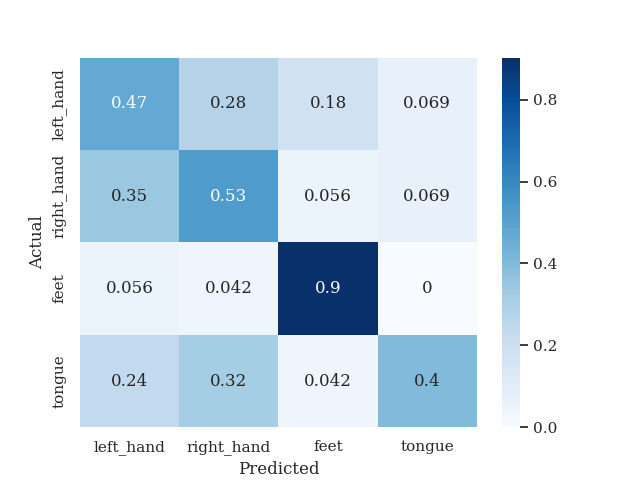 left_hand 0.47 0.28 0.18 0.069
right_hand 0.35 0.53 0.056 0.069
feet 0.056 0.042 0.9 0
tongue 0.24 0.32 0.042 0.4
left_hand right_hand feet tongue
Predicted
Actual
0.8
0.6
0.4
0.2
0.0